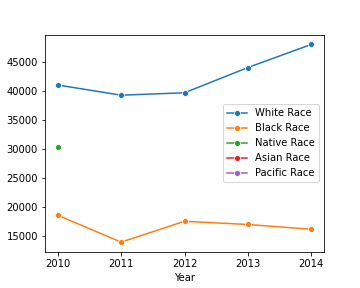 45000
40000
35000
30000
25000
20000
15000
White Race
Black Race
Native Race
Asian Race
Pacific Race
2010 2011 2012 2013 2014
Year